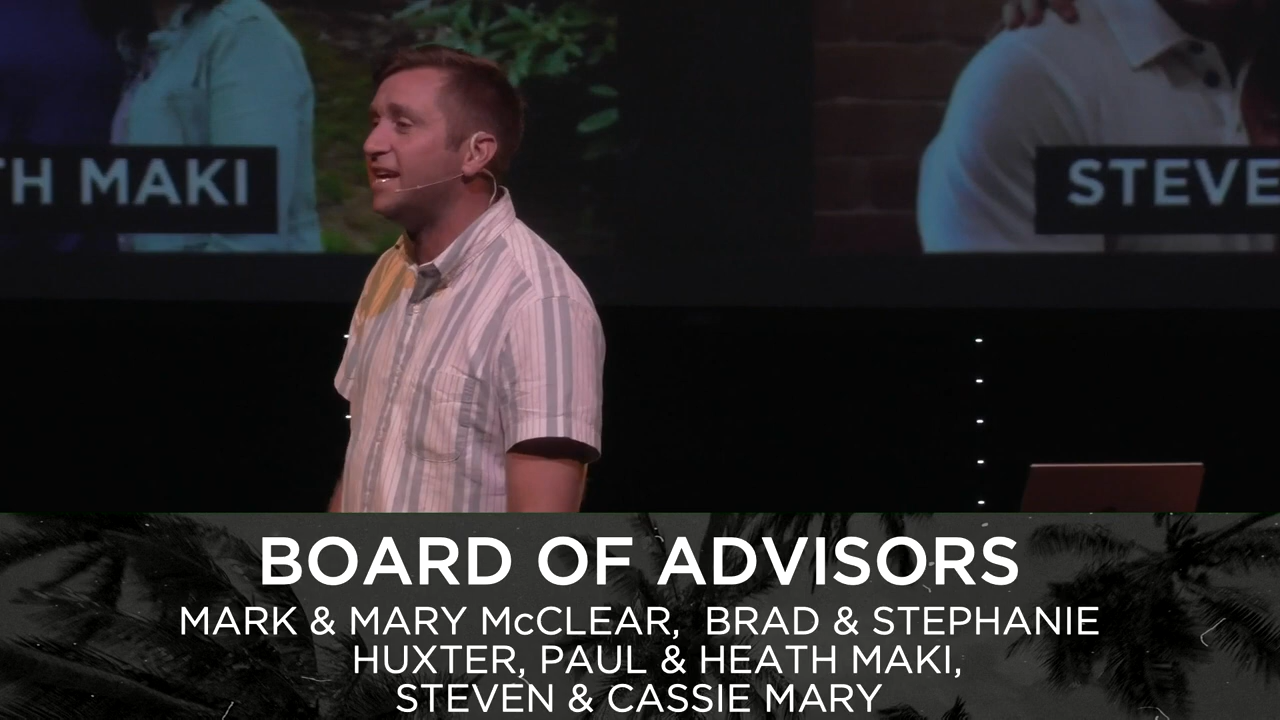 TH MAKI
STEVE
BOARD OF ADVISORS
MARK & MARY McCLEAR, BRAD & STEPHANIE
HUXTER, PAUL & HEATH MAKI,
STEVEN & CASSIE MARY